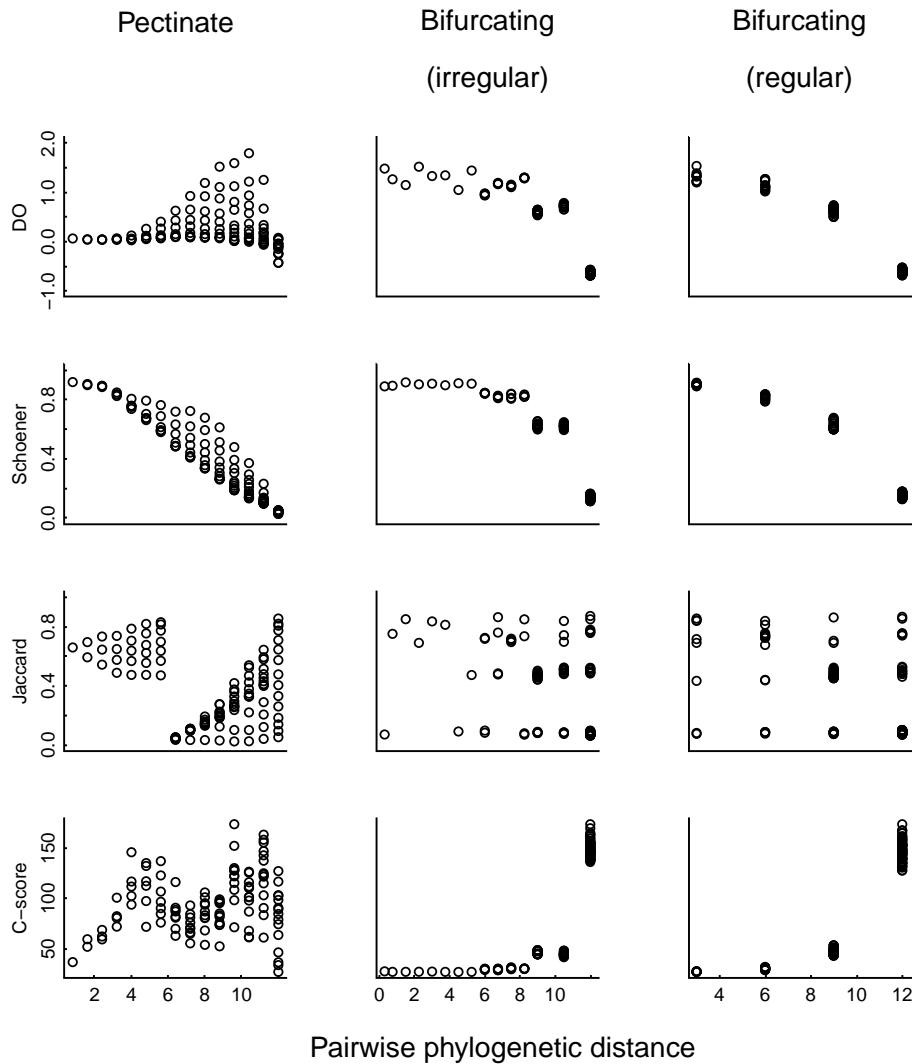 Pectinate
Bifurcating
(irregular)
Bifurcating
(regular)
DO
−1.0 0.0 1.0 2.0
Schoener
0.0 0.4 0.8
Jaccard
0.0 0.4 0.8
C−score
50 100 150
2 4 6 8 10
0 2 4 6 8 10
4 6 8 10 12
Pairwise phylogenetic distance